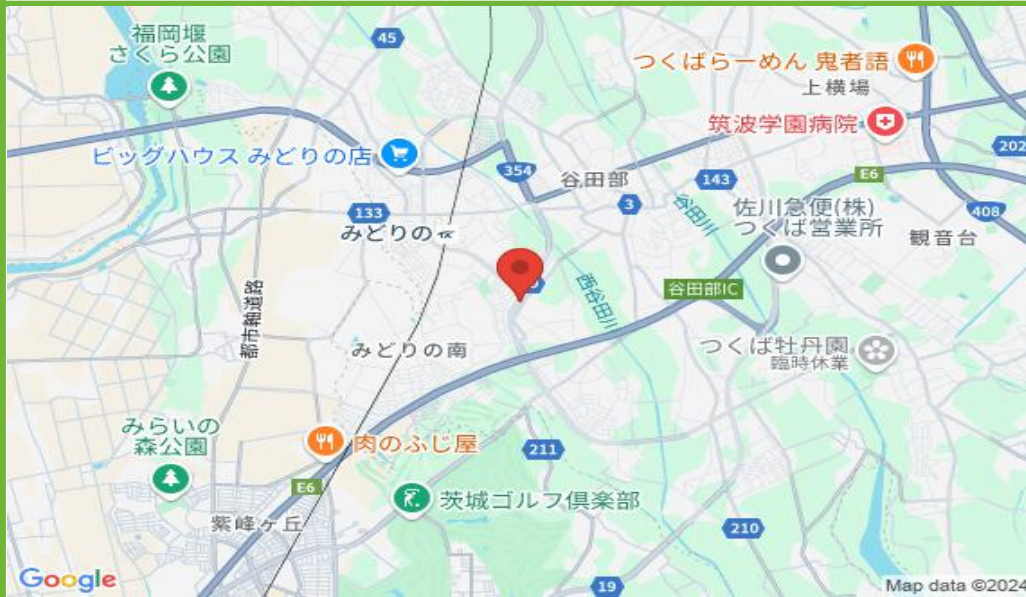 福岡堰
さくら公園
45
つくばらーめん 鬼者語
上横場
筑波学園病院
ビッグハウス みどりの店
202
354
谷田部
143
E6
133
3
谷田川
佐川急便(株)
つくば営業所
408
みどりの
観音台
西谷田川
谷田部IC
都市軸道路
みどりの南
つくば牡丹園
臨時休業
みらいの
森公園
肉のふじ屋
211
E6
茨城ゴルフ倶楽部
紫峰ヶ丘
210
19
Google
Map data ©2024